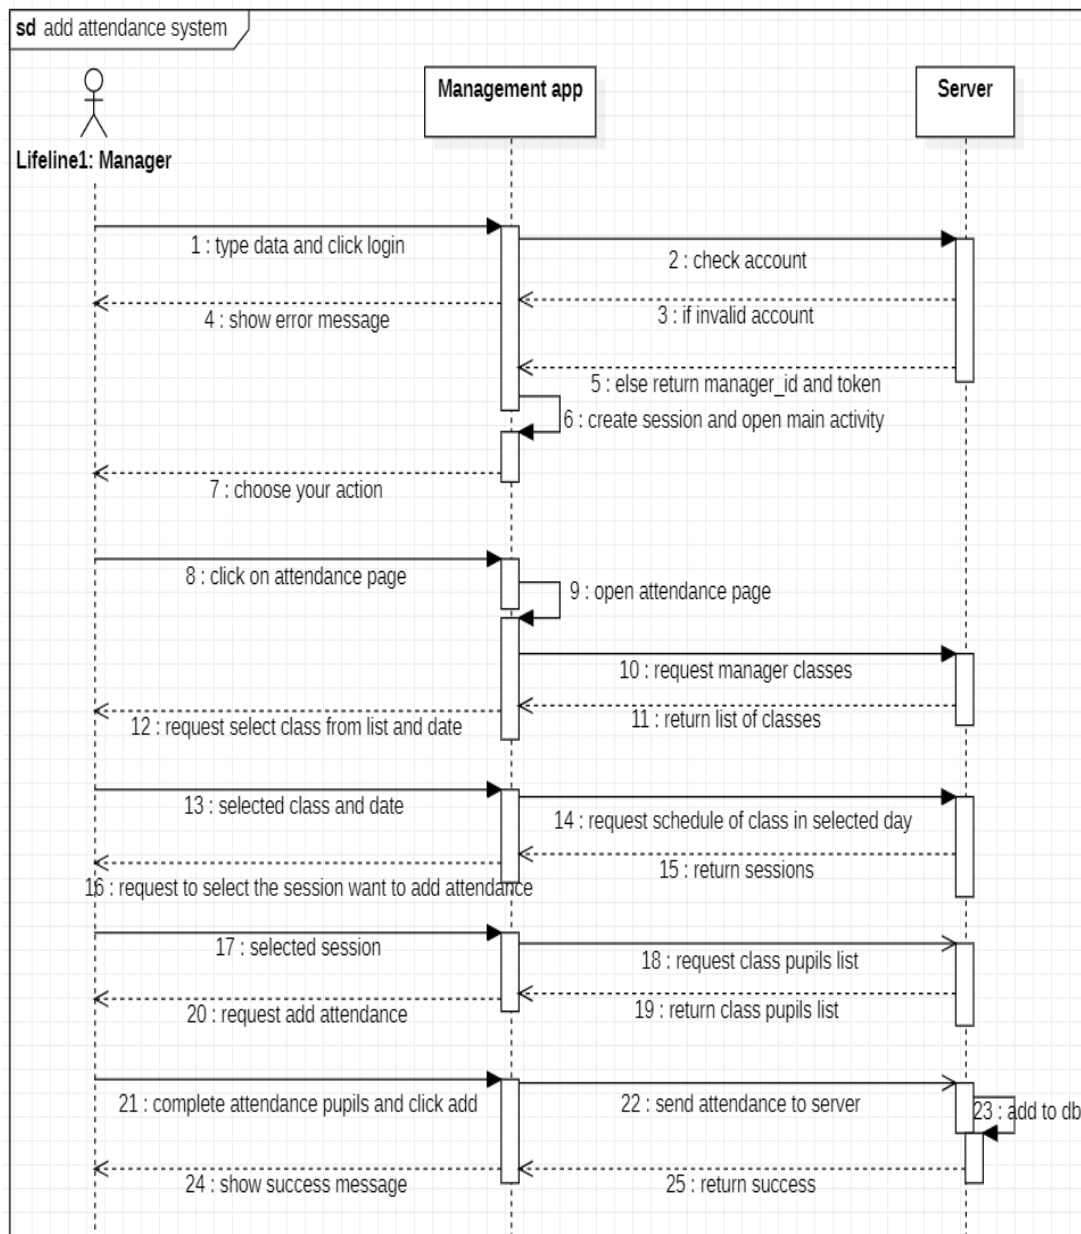 sd add attendance system
Management app
Server
Lifeline1: Manager
1 : type data and click login
2 : check account
3 : if invalid account
4 : show error message
5 : else return manager_id and token
6 : create session and open main activity
7 : choose your action
8 : click on attendance page
9 : open attendance page
10 : request manager classes
11 : return list of classes
12 : request select class from list and date
13 : selected class and date
14 : request schedule of class in selected day
15 : return sessions
16 : request to select the session want to add attendance
17 : selected session
18 : request class pupils list
19 : return class pupils list
20 : request add attendance
21 : complete attendance pupils and click add
22 : send attendance to server
23 : add to db
24 : show success message
25 : return success